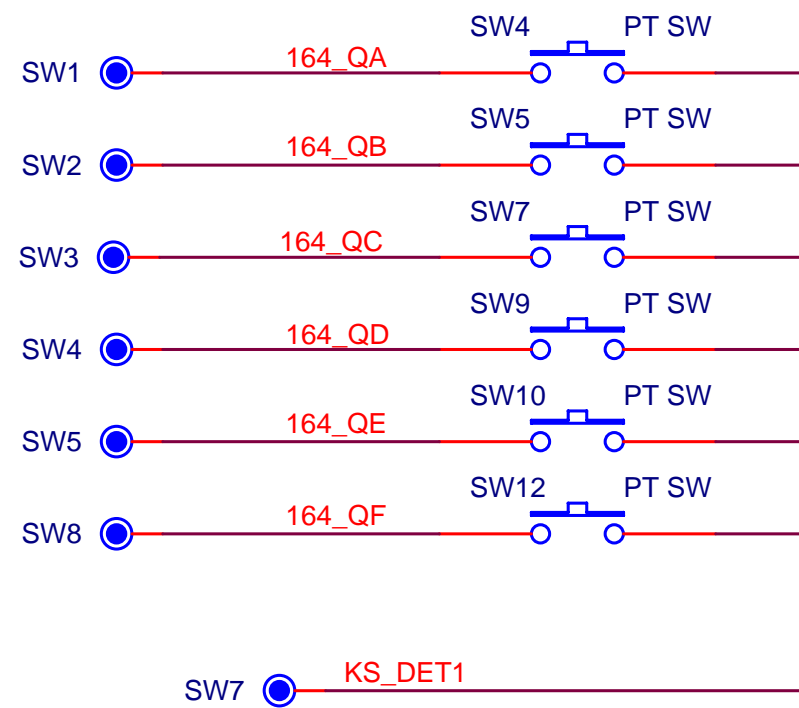 SW4 PT SW
SW1 164_QA
SW5 PT SW
SW2 164_QB
SW7 PT SW
SW3 164_QC
SW9 PT SW
SW4 164_QD
SW10 PT SW
SW5 164_QE
SW12 PT SW
SW8 164_QF
SW7 KS_DET1